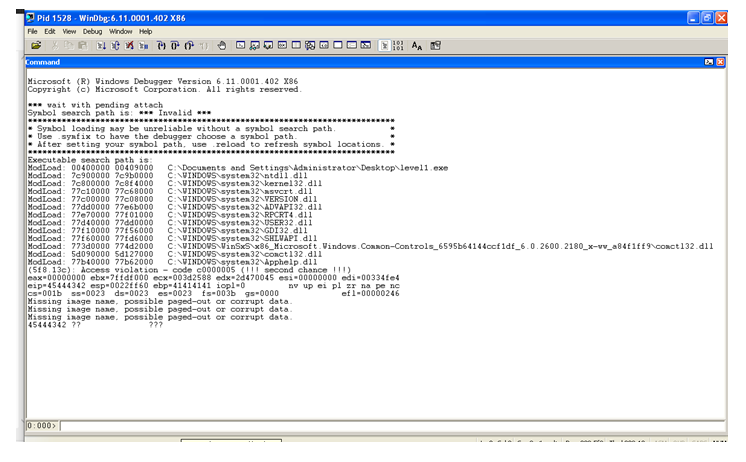 Pid 1528 - WinDbg:6.11.0001.402 X86
File Edit View Debug Window Help
Command
Microsoft (R) Windows Debugger Version 6.11.0001.402 X86
Copyright (c) Microsoft Corporation. All rights reserved.
*** wait with pending attach
Symbol search path is: *** Invalid ***
****************************************************************************
* Symbol loading may be unreliable without a symbol search path. *
* Use .symfix to have the debugger choose a symbol path. *
* After setting your symbol path, use .reload to refresh symbol locations. *
****************************************************************************
Executable search path is:
ModLoad: 00400000 00409000 C:\Documents and Settings\Administrator\Desktop\level1.exe
ModLoad: 7c900000 7c9b0000 C:\WINDOWS\system32\ntdll.dll
ModLoad: 7c800000 7c8f4000 C:\WINDOWS\system32\kernel32.dll
ModLoad: 77c10000 77c68000 C:\WINDOWS\system32\msvcrt.dll
ModLoad: 77c00000 77c08000 C:\WINDOWS\system32\VERSION.dll
ModLoad: 77dd0000 77e6b000 C:\WINDOWS\system32\ADVAPI32.dll
ModLoad: 77e70000 77f01000 C:\WINDOWS\system32\RPCRT4.dll
ModLoad: 77d40000 77dd0000 C:\WINDOWS\system32\USER32.dll
ModLoad: 77f10000 77f56000 C:\WINDOWS\system32\GDI32.dll
ModLoad: 77f60000 77fd6000 C:\WINDOWS\system32\SHLWAPI.dll
ModLoad: 773d0000 774d2000 C:\WINDOWS\WinSxS\x86_Microsoft.Windows.Common-Controls_6595b64144ccf1df_6.0.2600.2180_x-ww_a84f1ff9\comctl32.dll
ModLoad: 5d090000 5d127000 C:\WINDOWS\system32\comctl32.dll
ModLoad: 77b40000 77b62000 C:\WINDOWS\system32\Apphelp.dll
(5f8.13c): Access violation - code c0000005 (!!! second chance !!!)
eax=00000000 ebx=7ffdf000 ecx=003d2588 edx=2d470045 esi=00000000 edi=00334fe4
eip=45444342 esp=0022ff60 ebp=41414141 iopl=0 nv up ei pl zr na pe nc
cs=001b ss=0023 ds=0023 es=0023 fs=003b gs=0000 efl=00000246
Missing image name, possible paged-out or corrupt data.
Missing image name, possible paged-out or corrupt data.
Missing image name, possible paged-out or corrupt data.
45444342 ?? ???
0:000>